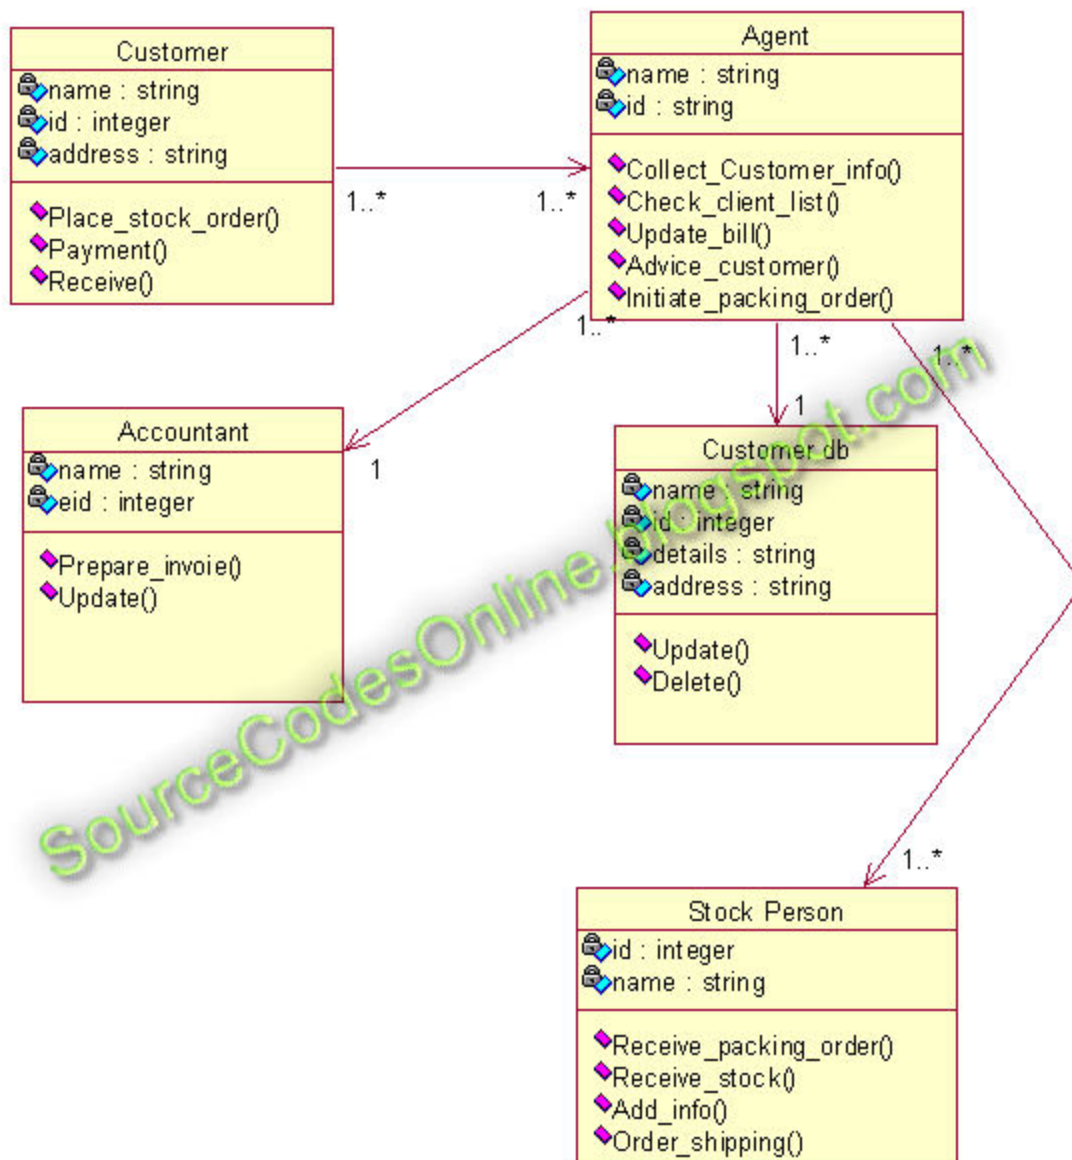 Customer
name : string
id : integer
address : string
Place_stock_order()
Payment()
Receive()
1..*
1..*
Agent
name : string
id : string
Collect_Customer_info()
Check_client_list()
Update_bill()
Advice_customer()
Initiate_packing_order()
1..*
1..*
1..*
Accountant
name : string
eid : integer
Prepare_invoie()
Update()
1
1
Customer db
name : string
id : integer
details : string
address : string
Update()
Delete()
SourceCodesOnline.blogspot.com
1..*
Stock Person
id : integer
name : string
Receive_packing_order()
Receive_stock()
Add_info()
Order_shipping()